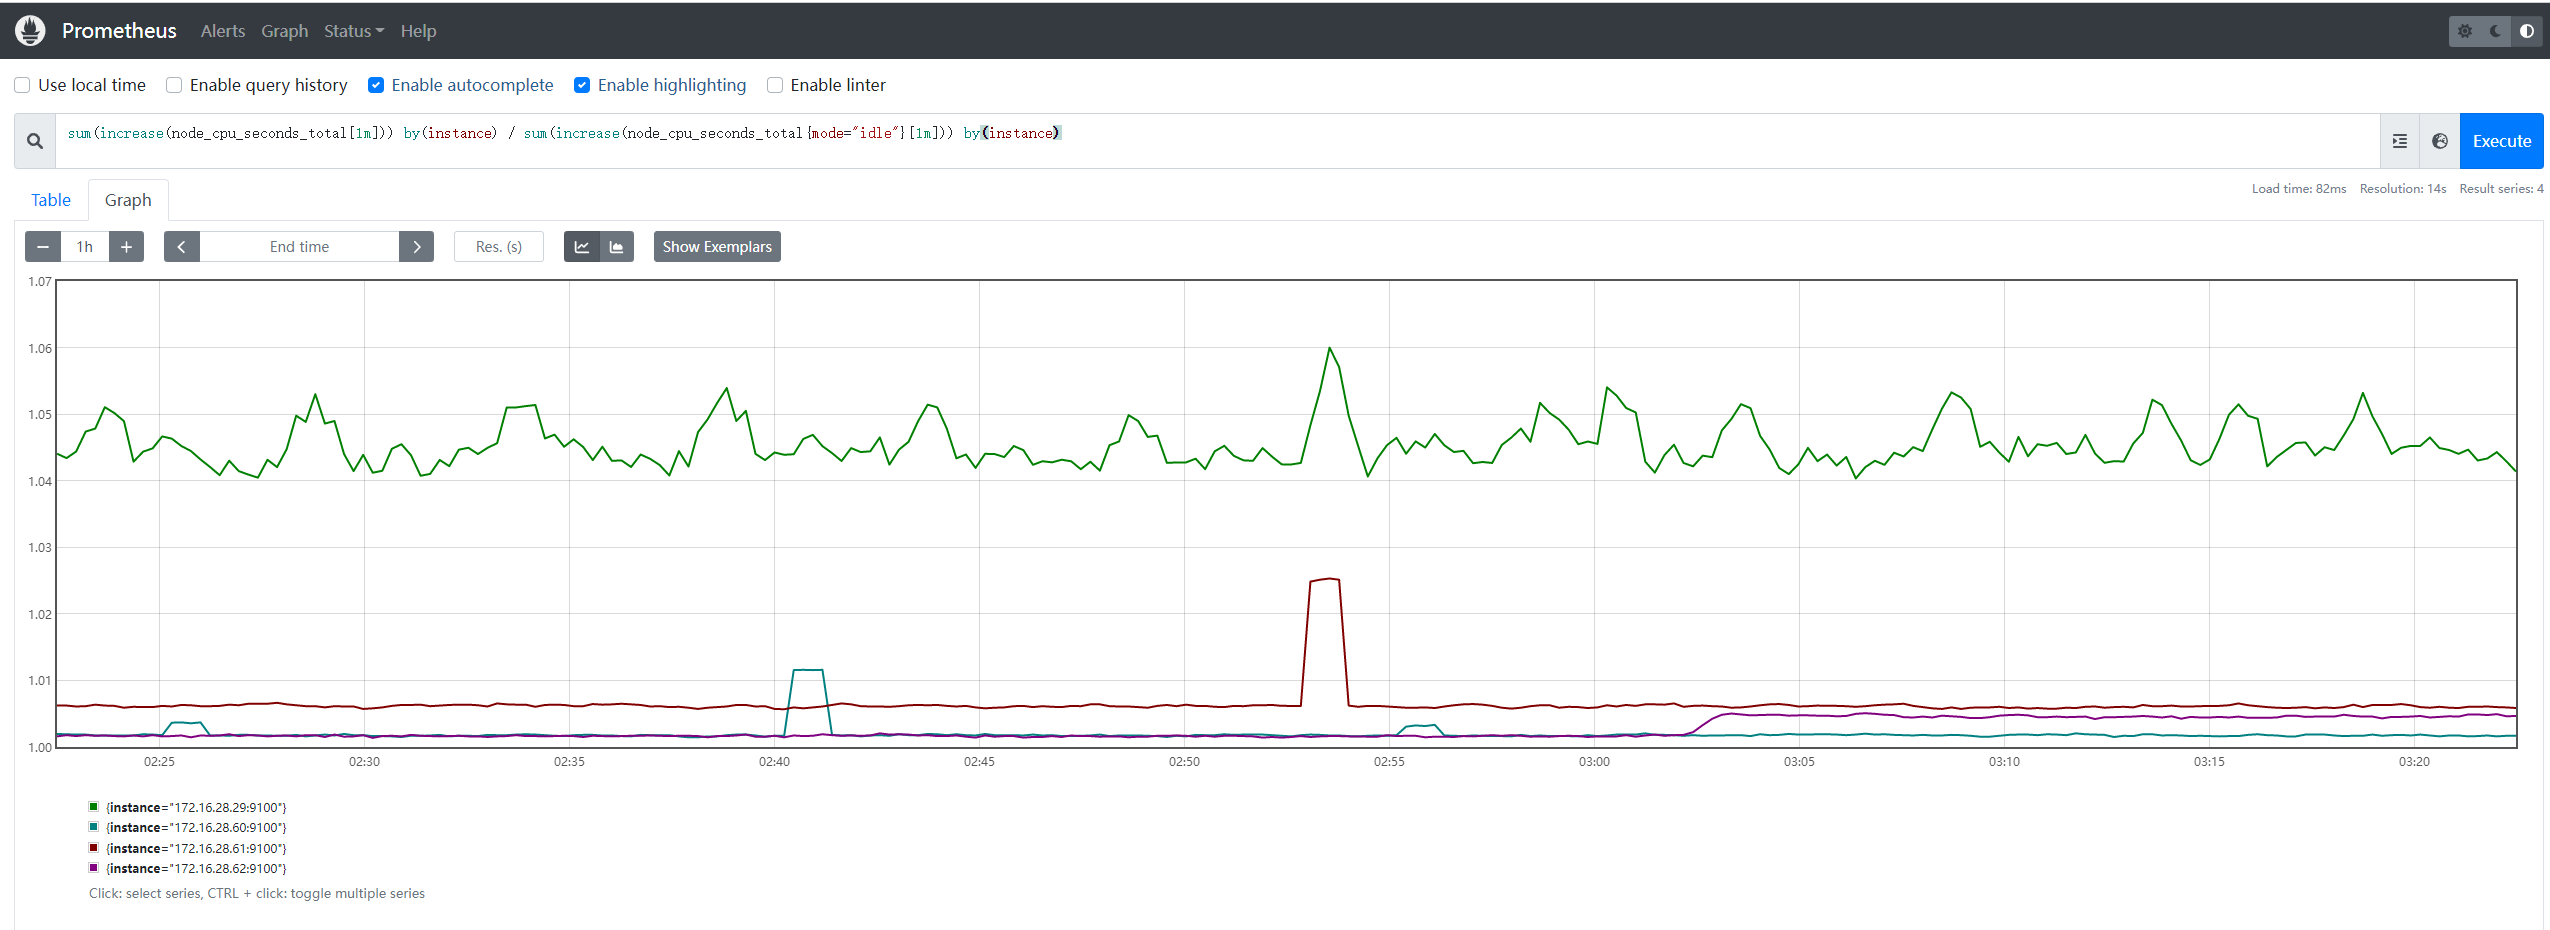 Prometheus Alerts Graph Status Help
Use local time Enable query history Enable autocomplete Enable highlighting Enable linter
sum(increase(node_cpu_seconds_total[1m])) by(instance) / sum(increase(node_cpu_seconds_total{mode="idle"}[1m])) by(instance)
Execute
Table Graph
Load time: 82ms Resolution: 14s Result series: 4
1h End time Res. (s) Show Exemplars
1.07
1.06
1.05
1.04
1.03
1.02
1.01
1.00
02:25 02:30 02:35 02:40 02:45 02:50 02:55 03:00 03:05 03:10 03:15 03:20
{instance="172.16.28.29:9100"}
{instance="172.16.28.60:9100"}
{instance="172.16.28.61:9100"}
{instance="172.16.28.62:9100"}
Click: select series, CTRL + click: toggle multiple series